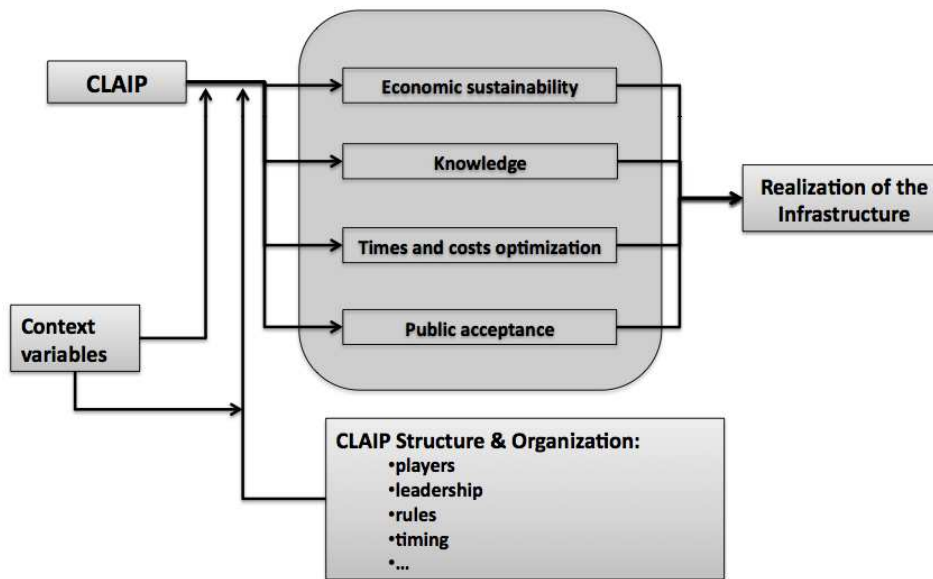 CLAIP
Economic sustainability
Knowledge
Realization of the
Infrastructure
Times and costs optimization
Public acceptance
Context
variables
CLAIP Structure & Organization:
•players
•leadership
•rules
•timing
•...